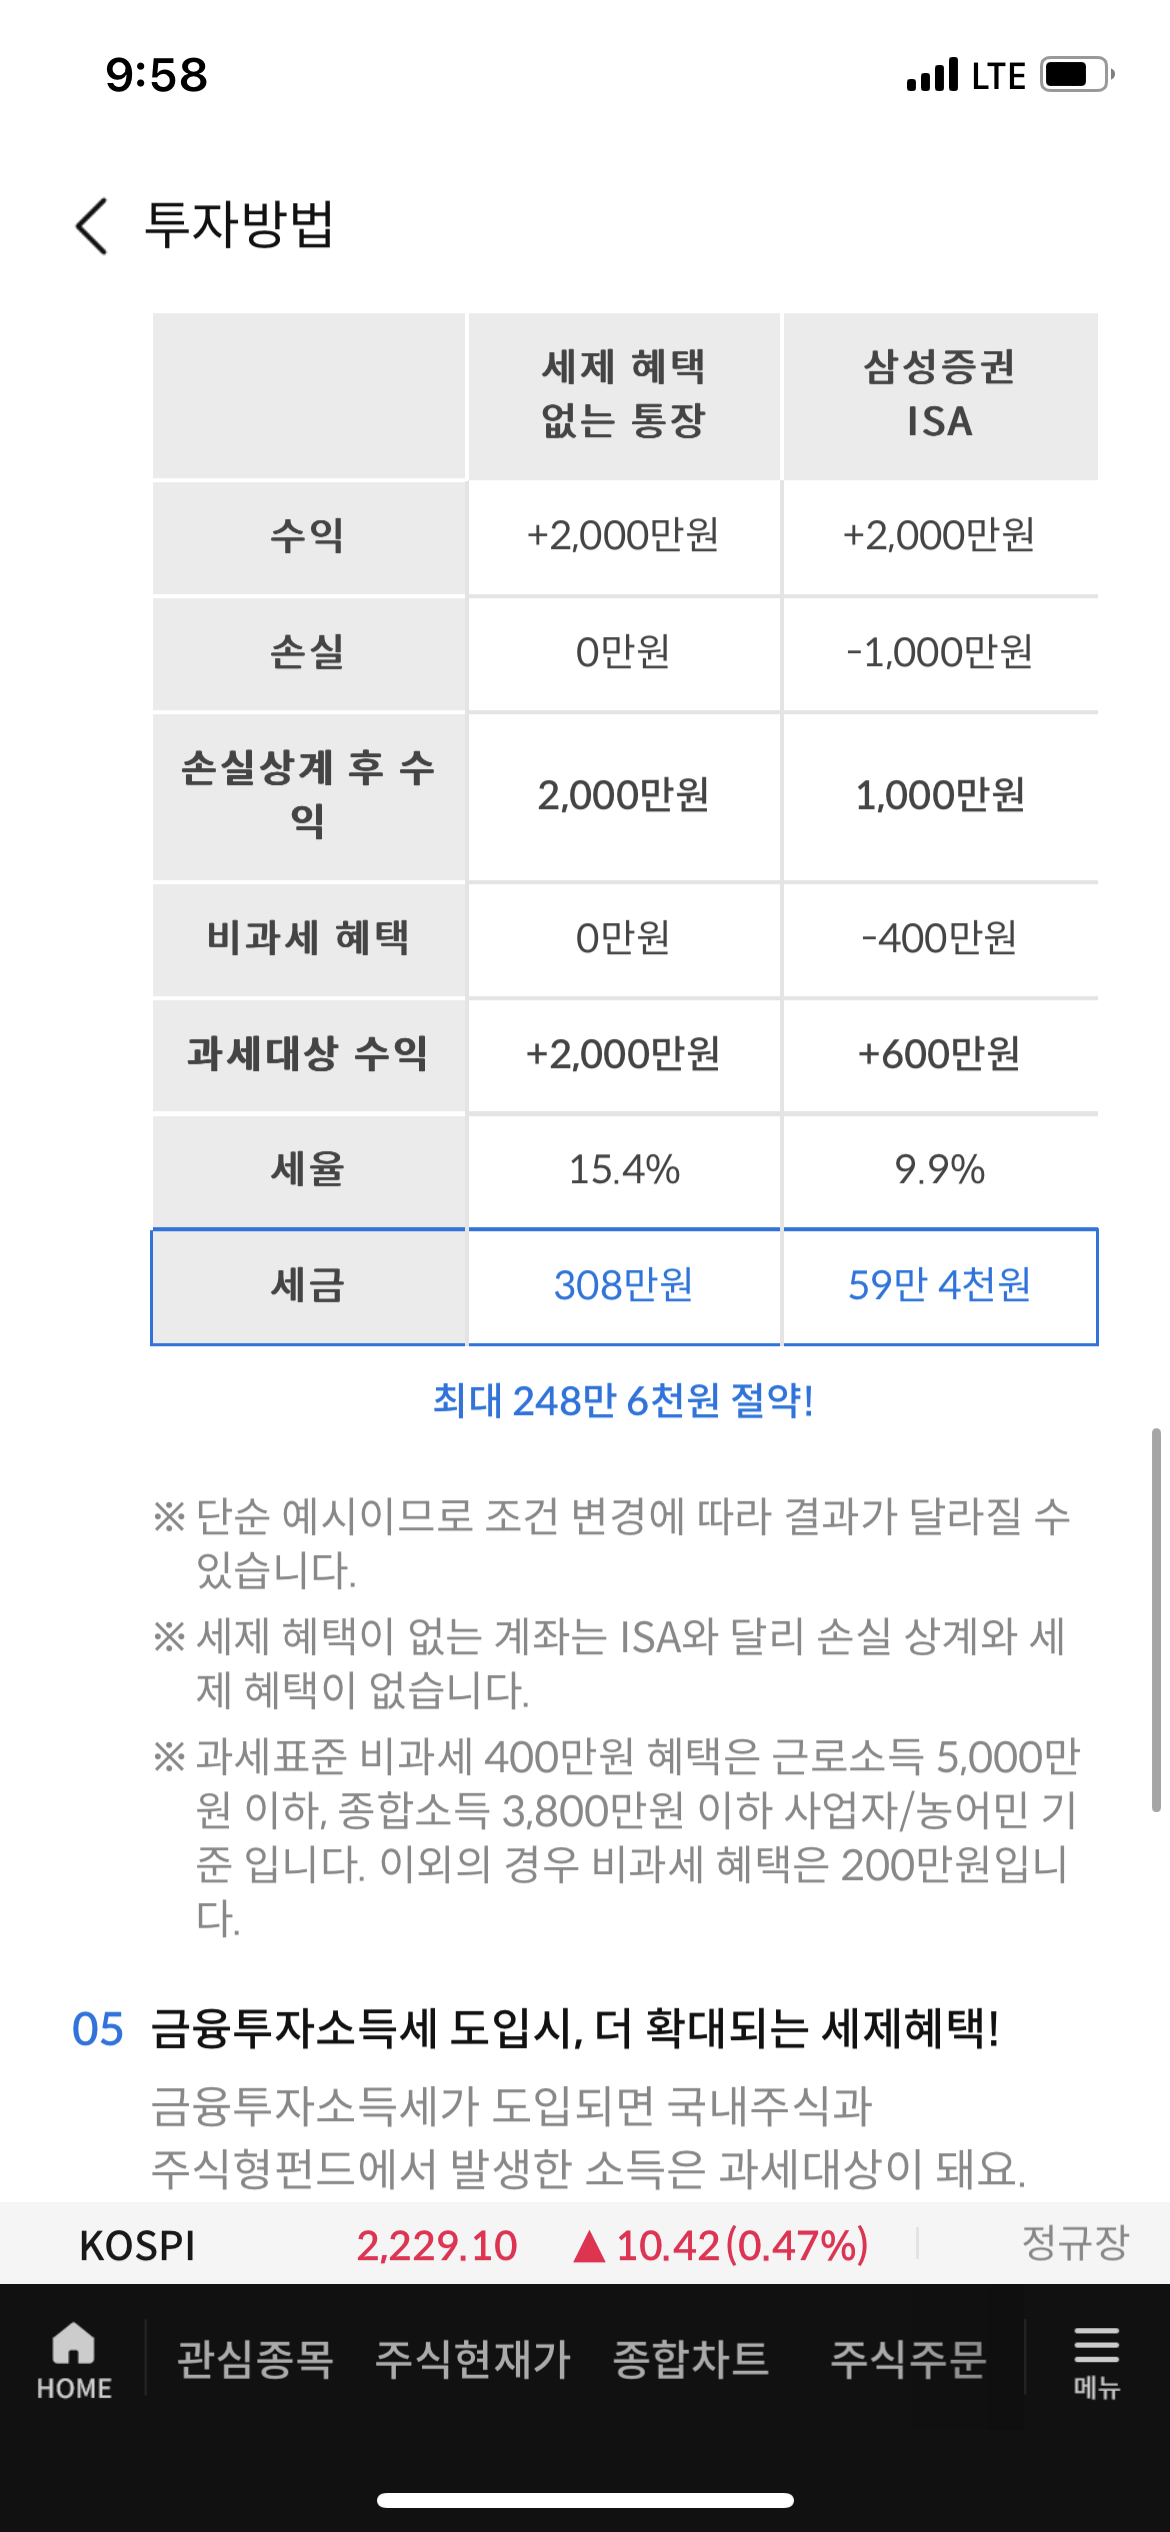 9:58
LTE
투자방법
세제 혜택
없는 통장
삼성증권
ISA
수익
+2,000만원
+2,000만원
손실
0만원
-1,000만원
손실상계 후 수
익
2,000만원
1,000만원
비과세 혜택
0만원
-400만원
과세대상 수익
+2,000만원
+600만원
세율
15.4%
9.9%
세금
308만원
59만 4천원
최대 248만 6천원 절약!
※ 단순 예시이므로 조건 변경에 따라 결과가 달라질 수
있습니다.
※ 세제 혜택이 없는 계좌는 ISA와 달리 손실 상계와 세
제 혜택이 없습니다.
※ 과세표준 비과세 400만원 혜택은 근로소득 5,000만
원 이하, 종합소득 3,800만원 이하 사업자/농어민 기
준 입니다. 이외의 경우 비과세 혜택은 200만원입니
다.
05 금융투자소득세 도입시, 더 확대되는 세제혜택!
금융투자소득세가 도입되면 국내주식과
주식형펀드에서 발생한 소득은 과세대상이 돼요.
KOSPI 2,229.10 ▲ 10.42(0.47%) 정규장
HOME
관심종목
주식현재가
종합차트
주식주문
메뉴